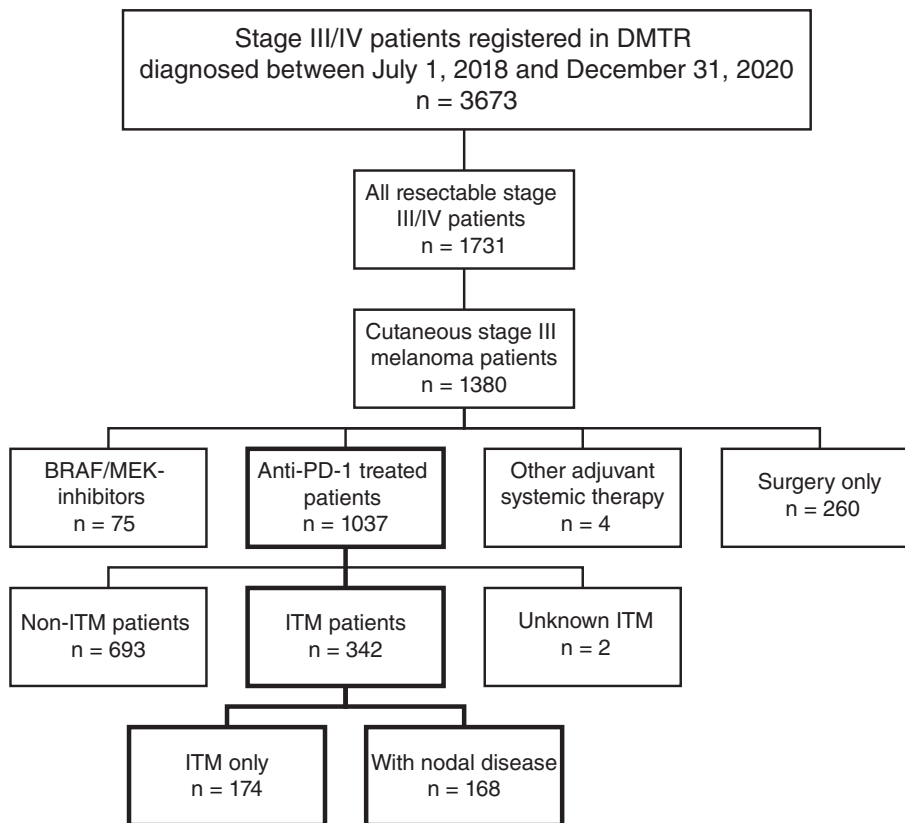 Stage III/IV patients registered in DMTR
diagnosed between July 1, 2018 and December 31, 2020
n = 3673
All resectable stage
III/IV patients
n = 1731
Cutaneous stage III
melanoma patients
n = 1380
BRAF/MEK-
inhibitors
n = 75
Anti-PD-1 treated
patients
n = 1037
Other adjuvant
systemic therapy
n = 4
Surgery only
n = 260
Non-ITM patients
n = 693
ITM patients
n = 342
Unknown ITM
n = 2
ITM only
n = 174
With nodal disease
n = 168